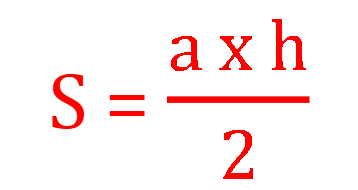 S = a x h / 2